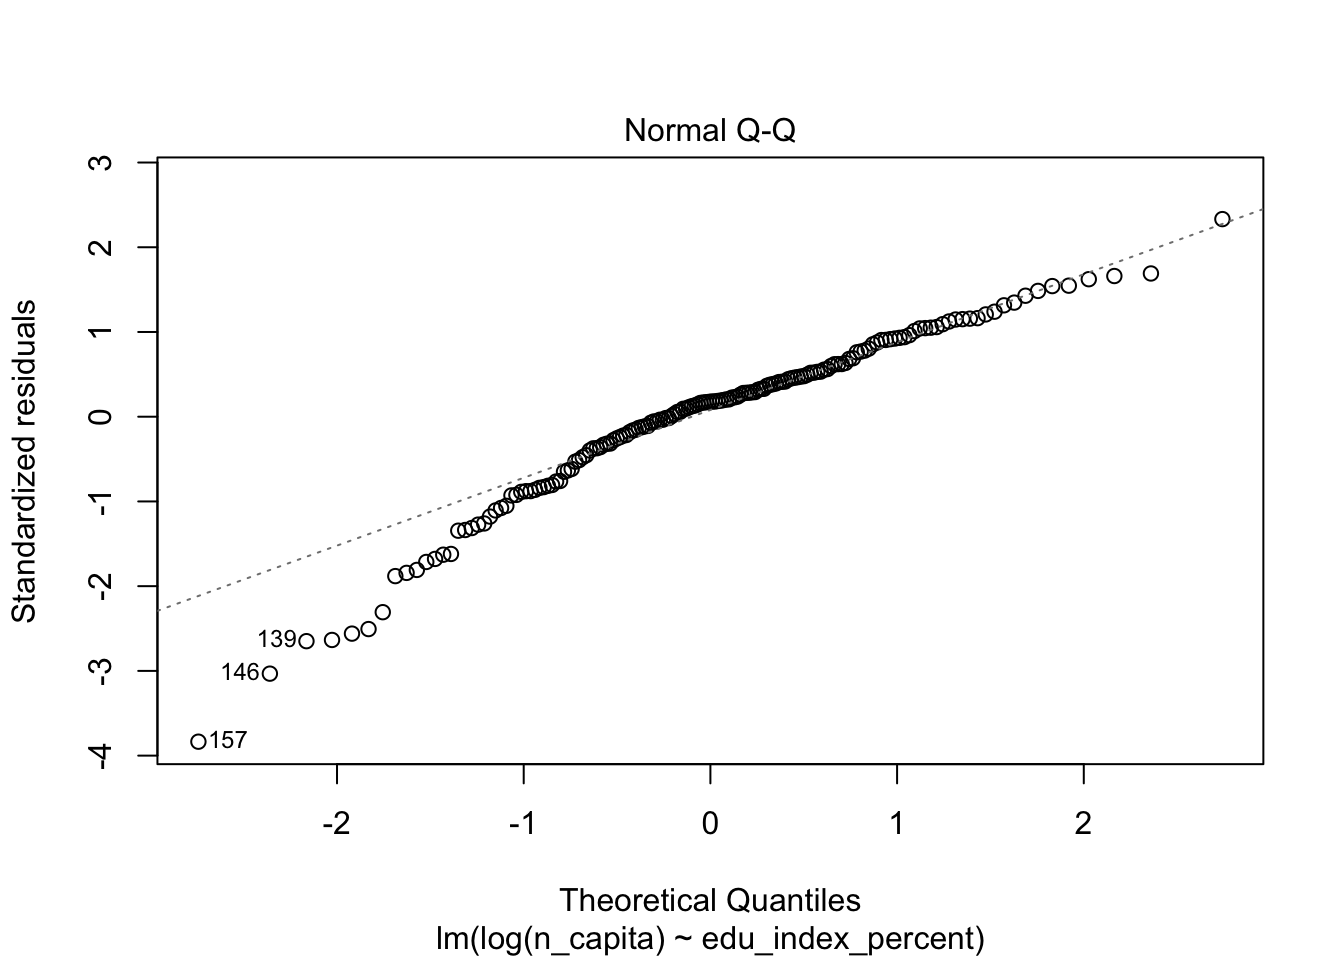 Normal Q-Q
Standardized residuals
3
2
1
0
-1
-2
-3
-4
139
146
157
-2 -1 0 1 2
Theoretical Quantiles
lm(log(n_capita) ~ edu_index_percent)